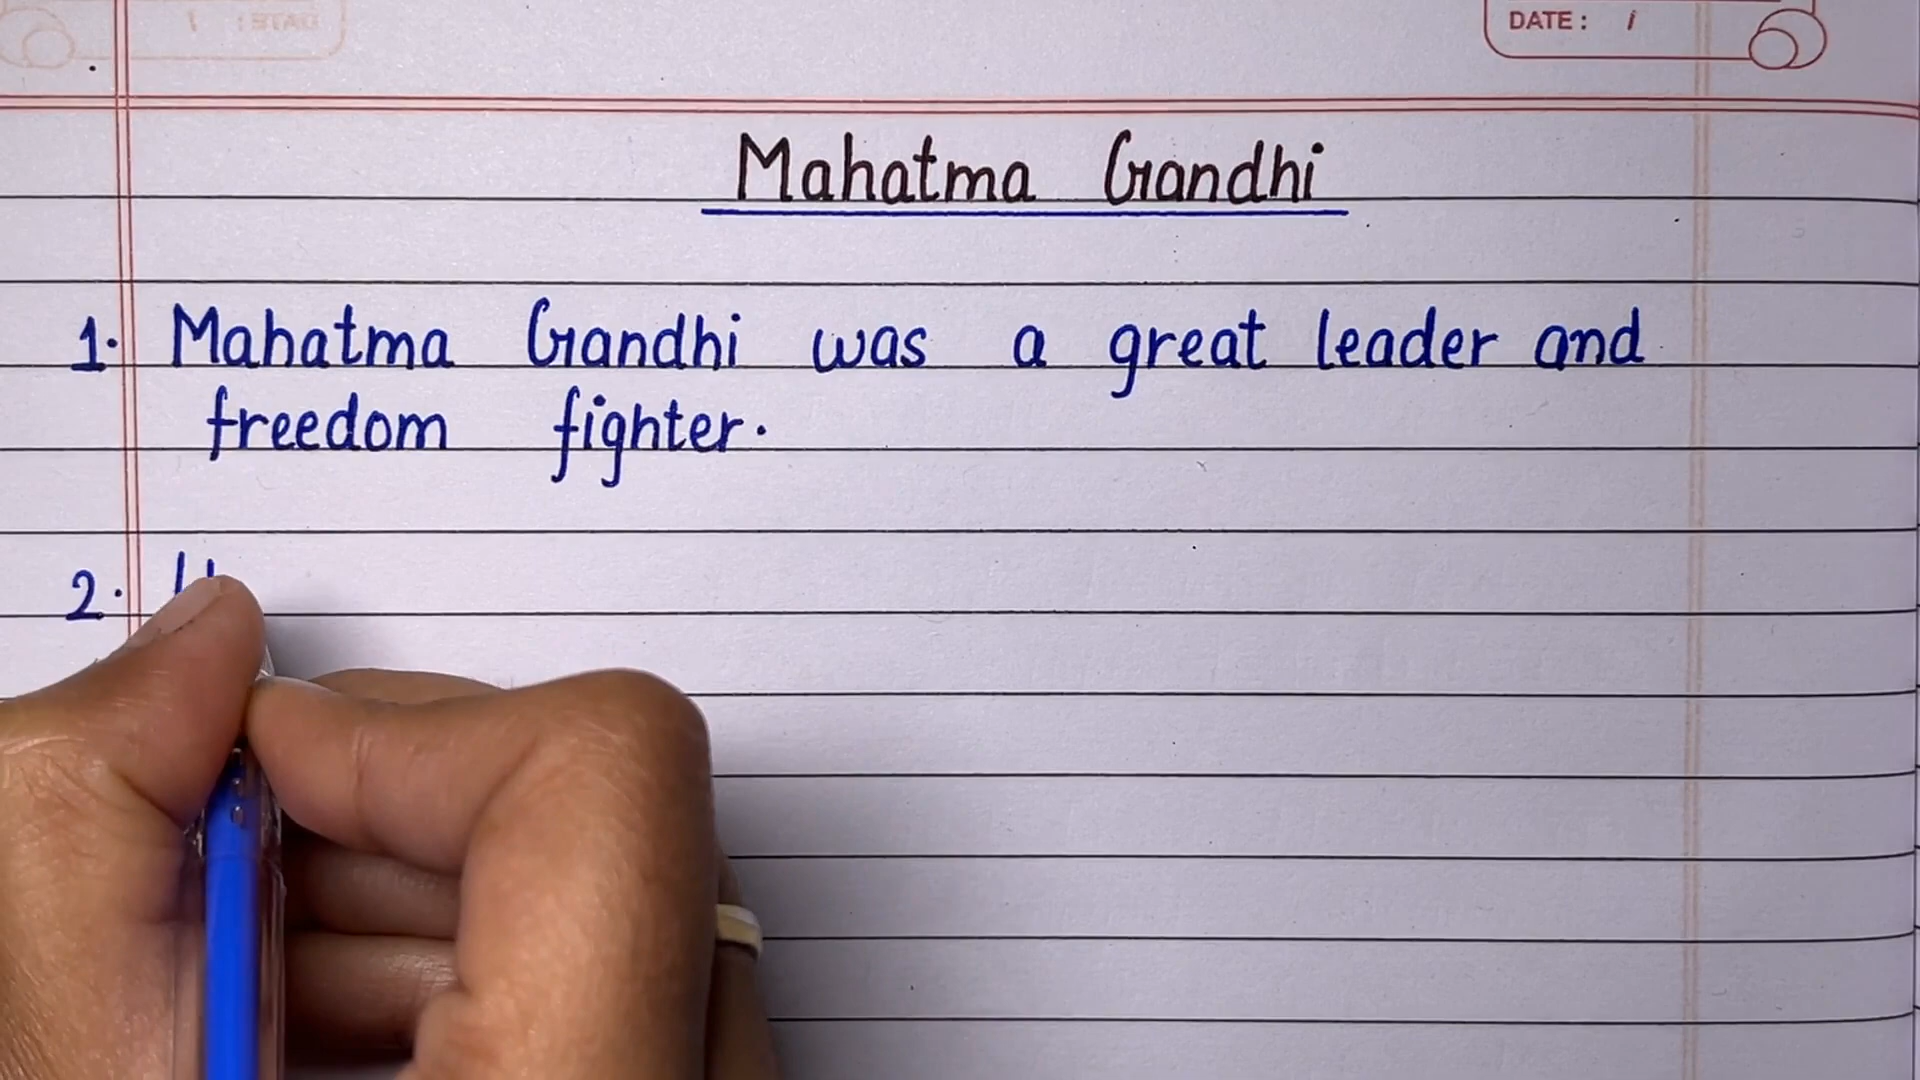 DATE :
Mahatma Gandhi
1. Mahatma Gandhi was a great leader and
freedom fighter.
2.